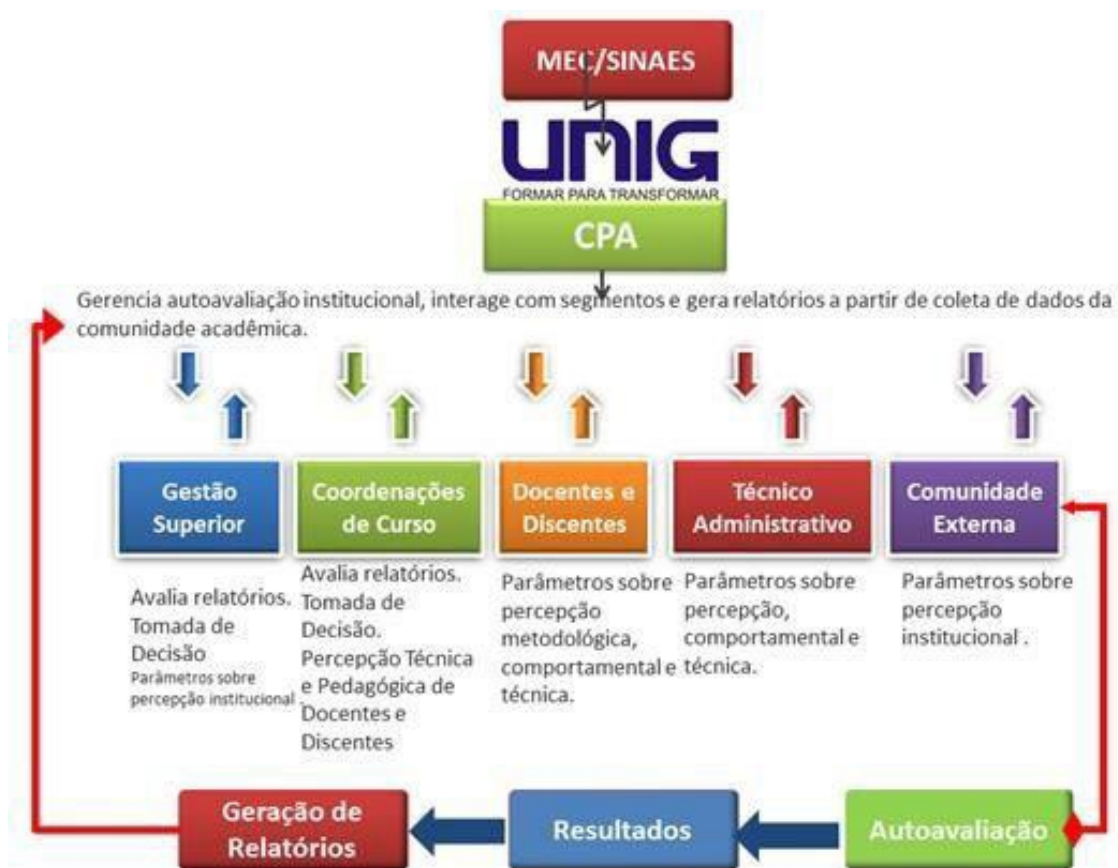 MEC/SINAES
UNIG
FORMAR PARA TRANSFORMAR
CPA
Gerencia autoavaliação institucional, interage com segmentos e gera relatórios a partir de coleta de dados da
comunidade acadêmica.
Gestão
Superior
Avalia relatórios.
Tomada de
Decisão
Parâmetros sobre
percepção institucional .
Coordenações
de Curso
Avalia relatórios.
Tomada de
Decisão.
Percepção Técnica
e Pedagógica de
Docentes e
Discentes
Docentes e
Discentes
Parâmetros sobre
percepção
metodológica,
comportamental e
técnica.
Técnico
Administrativo
Parâmetros sobre
percepção,
comportamental e
técnica.
Comunidade
Externa
Parâmetros sobre
percepção
institucional .
Geração de
Relatórios
Resultados
Autoavaliação